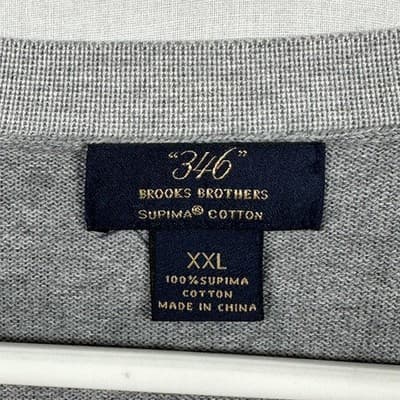 "346"
BROOKS BROTHERS
SUPIMA® COTTON
XXL
100% SUPIMA
COTTON
MADE IN CHINA